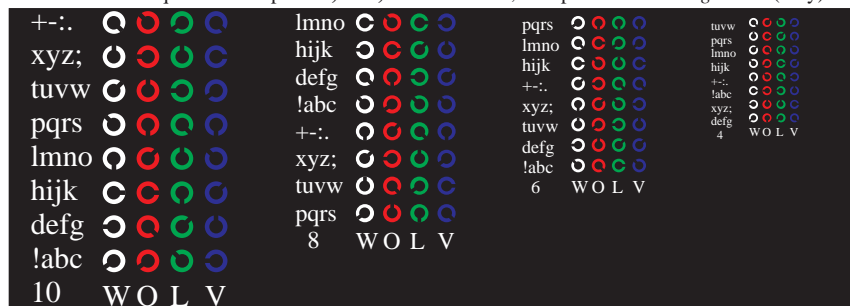 +-:.
xyz;
tuvw
pqrs
lmno
hijk
defg
!abc
10 W O L V
lmno
hijk
defg
!abc
+-:.
xyz;
tuvw
pqrs
8 W O L V
pqrs
lmno
hijk
+-:.
xyz;
tuvw
defg
!abc
6 W O L V
tuvw
pqrs
lmno
hijk
+-:.
!abc
xyz;
defg
4 W O L V